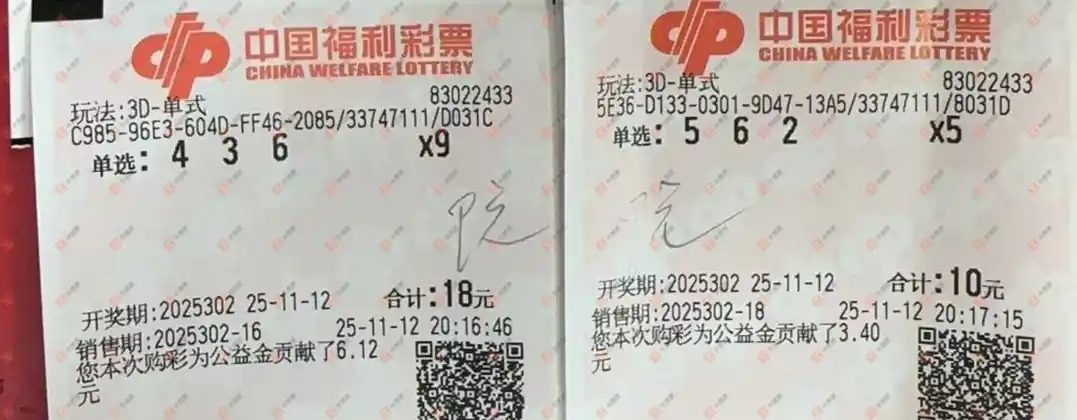 中国福利彩票
CHINA WELFARE LOTTERY
玩法:3D-单式
83022433
C985-96E3-604D-FF46-2085/33747111/D031C
单选: 4 3 6 x9
开奖期:2025302 25-11-12 合计:18元
销售期:2025302-16 25-11-12 20:16:46
您本次购彩为公益金贡献了6.12
元
中国福利彩票
CHINA WELFARE LOTTERY
玩法:3D-单式
83022433
5E36-D133-0301-9D47-13A5/33747111/8031D
单选: 5 6 2 x5
开奖期:2025302 25-11-12 合计:10元
销售期:2025302-18 25-11-12 20:17:15
您本次购彩为公益金贡献了3.40
元